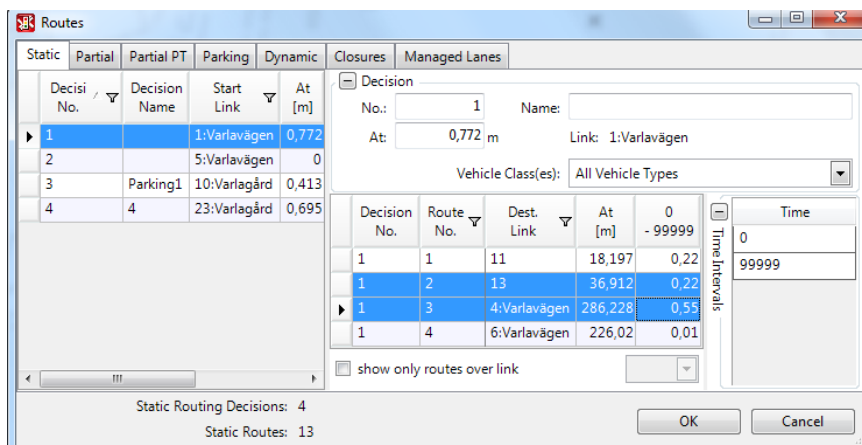 Routes
Static Partial Partial PT Parking Dynamic Closures Managed Lanes
Decisi No. Decision Name Start Link At [m]
1 1:Varlavägen 0,772
2 5:Varlavägen 0
3 Parking1 10:Varlagård 0,413
4 4 23:Varlagård 0,695
Decision
No.: 1 Name:
At: 0,772 m Link: 1:Varlavägen
Vehicle Class(es): All Vehicle Types
Decision No. Route No. Dest. Link At [m] 0 - 99999
1 1 11 18,197 0,22
1 2 13 36,912 0,22
1 3 4:Varlavägen 286,228 0,55
1 4 6:Varlavägen 226,02 0,01
Time Intervals
Time
0
99999
show only routes over link
Static Routing Decisions: 4
Static Routes: 13
OK Cancel